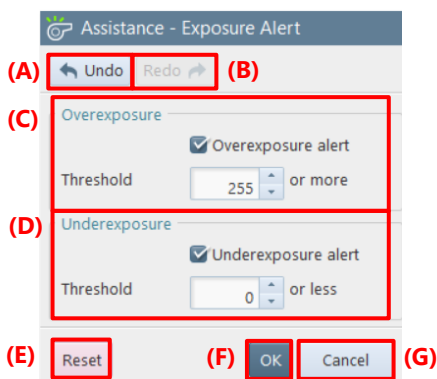 Assistance - Exposure Alert
(A) Undo Redo (B)
(C) Overexposure
Overexposure alert
Threshold 255 or more
(D) Underexposure
Underexposure alert
Threshold 0 or less
(E) Reset (F) OK Cancel (G)